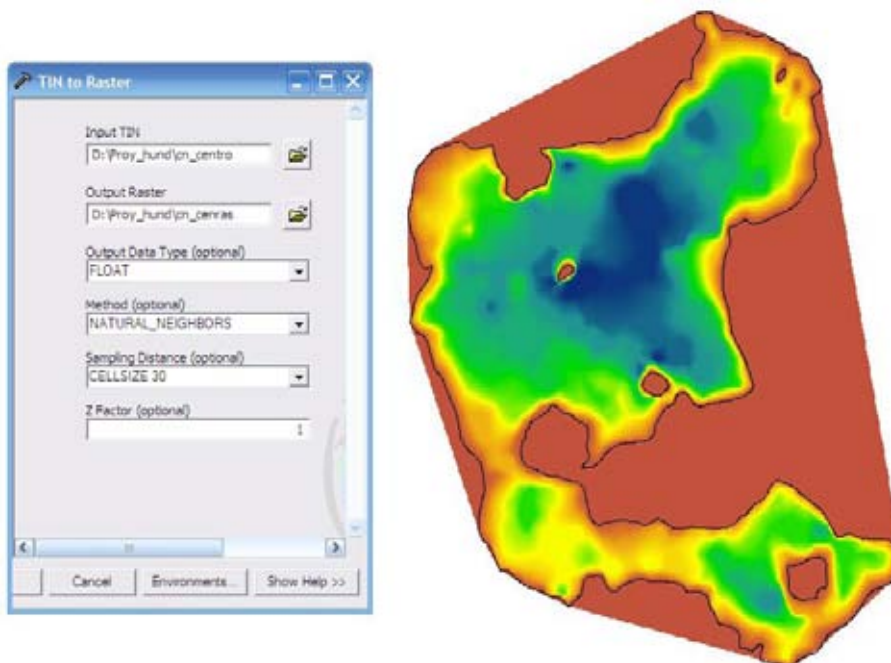 TIN to Raster
Input TIN
D:\Proy_hund\cn_centro
Output Raster
D:\Proy_hund\cn_cenras
Output Data Type (optional)
FLOAT
Method (optional)
NATURAL_NEIGHBORS
Sampling Distance (optional)
CELLSIZE 30
Z Factor (optional)
1
Cancel
Environments...
Show Help >>